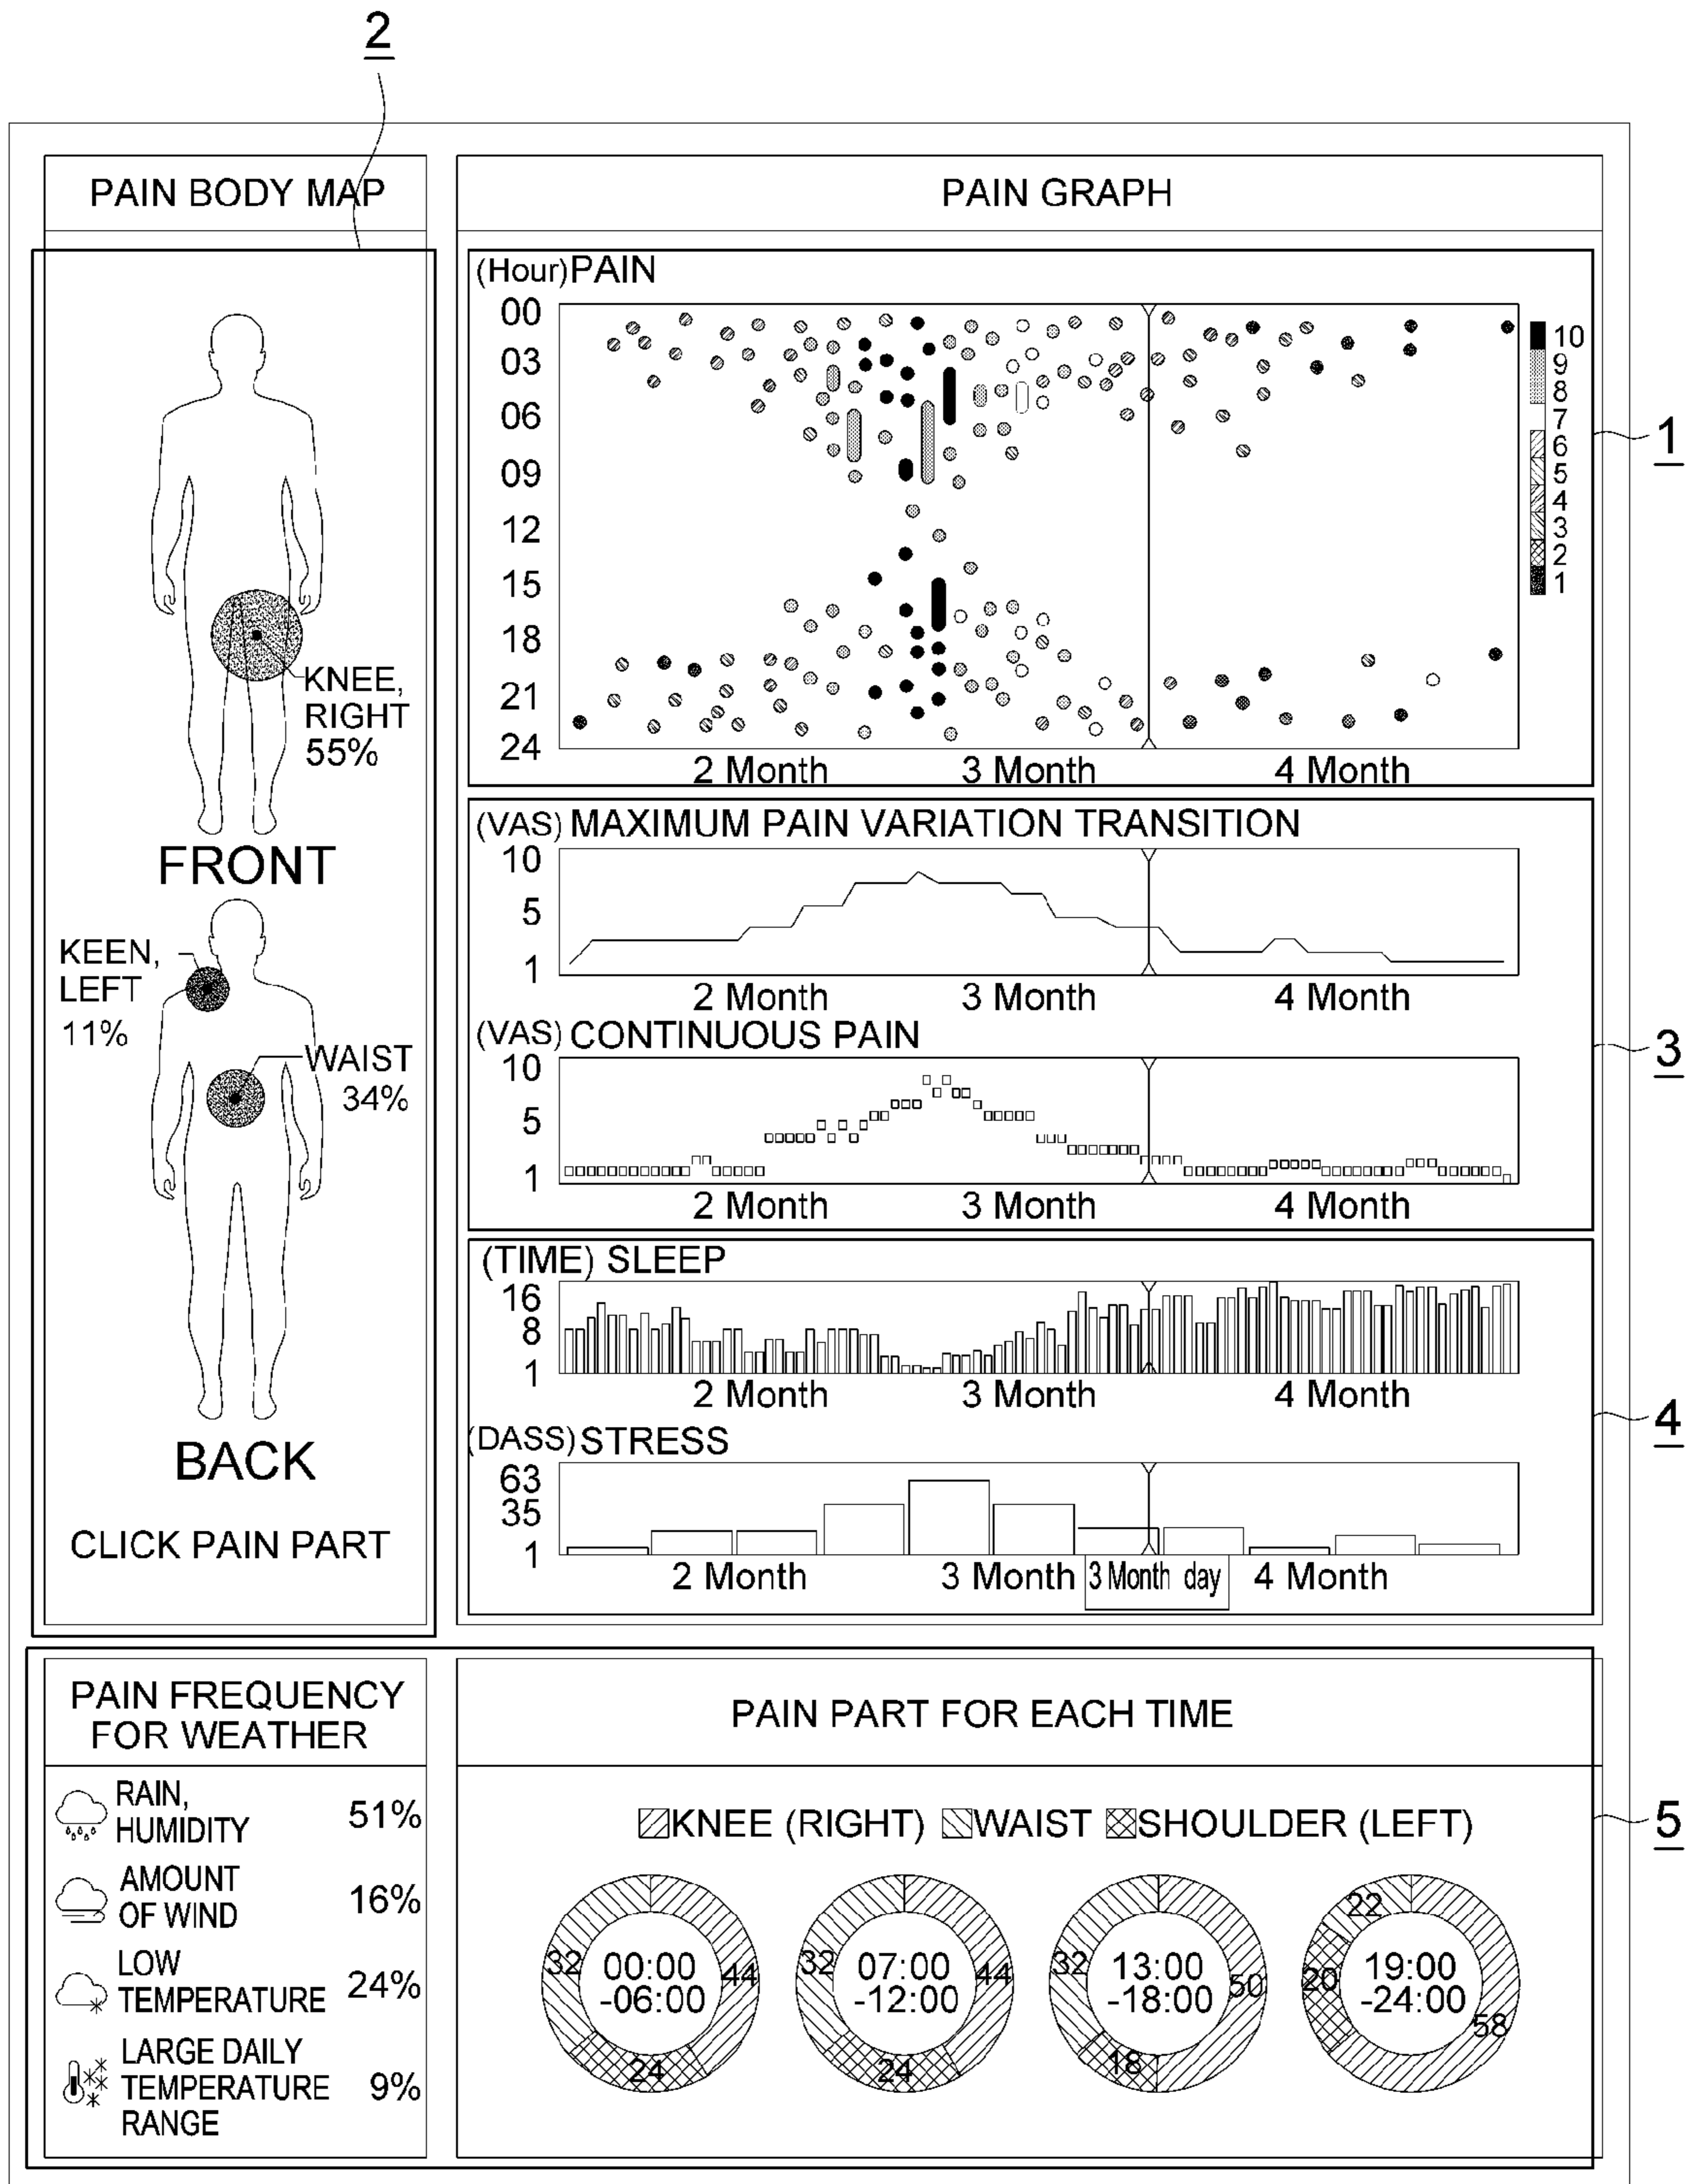 2
PAIN BODY MAP
KNEE,
RIGHT
55%
FRONT
KEEN,
LEFT
11%
WAIST
34%
BACK
CLICK PAIN PART
PAIN GRAPH
(Hour)PAIN
00
03
06
09
12
15
18
21
24
2 Month 3 Month 4 Month
10
9
8
7
6
5
4
3
2
1
1
(VAS) MAXIMUM PAIN VARIATION TRANSITION
10
5
1
2 Month 3 Month 4 Month
(VAS) CONTINUOUS PAIN
10
5
1
2 Month 3 Month 4 Month
3
(TIME) SLEEP
16
8
1
2 Month 3 Month 4 Month
(DASS) STRESS
63
35
1
2 Month 3 Month 3 Month day 4 Month
4
PAIN FREQUENCY
FOR WEATHER
RAIN,
HUMIDITY 51%
AMOUNT
OF WIND 16%
LOW
TEMPERATURE 24%
LARGE DAILY
TEMPERATURE 9%
RANGE
PAIN PART FOR EACH TIME
KNEE (RIGHT) WAIST SHOULDER (LEFT)
32 00:00
-06:00 44
24
32 07:00
-12:00 44
24
32 13:00
-18:00 50
18
22
20 19:00
-24:00
58
5